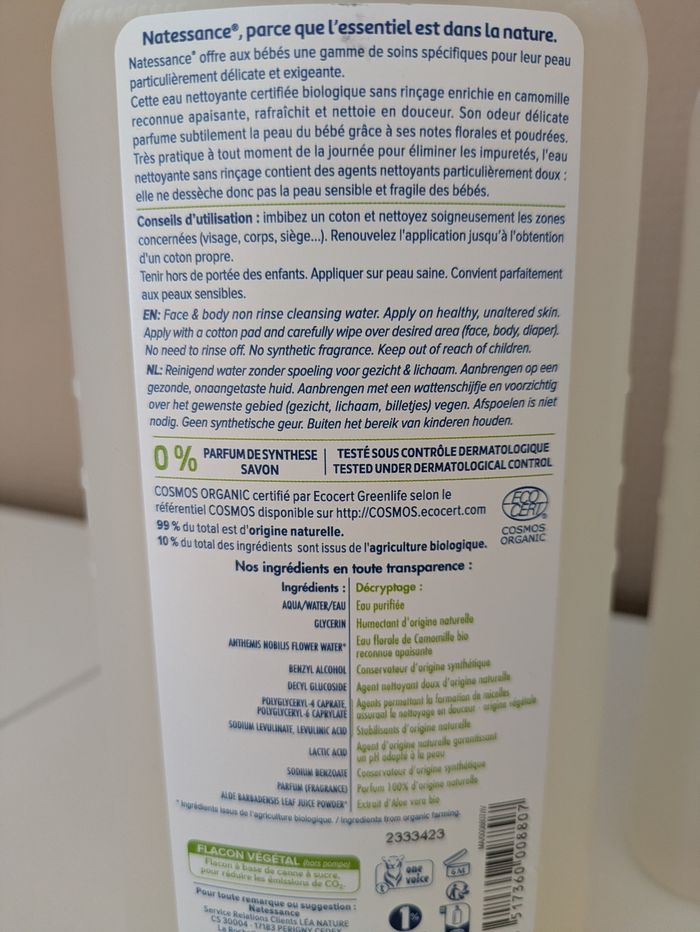 Natessance®, parce que l'essentiel est dans la nature.
Natessance® offre aux bébés une gamme de soins spécifiques pour leur peau
particulièrement délicate et exigeante.
Cette eau nettoyante certifiée biologique sans rinçage enrichie en camomille
reconnue apaisante, rafraîchit et nettoie en douceur. Son odeur délicate
parfume subtilement la peau du bébé grâce à ses notes florales et poudrées.
Très pratique à tout moment de la journée pour éliminer les impuretés, l'eau
nettoyante sans rinçage contient des agents nettoyants particulièrement doux :
elle ne dessèche donc pas la peau sensible et fragile des bébés.
Conseils d'utilisation : imbibez un coton et nettoyez soigneusement les zones
concernées (visage, corps, siège...). Renouvelez l'application jusqu'à l'obtention
d'un coton propre.
Tenir hors de portée des enfants. Appliquer sur peau saine. Convient parfaitement
aux peaux sensibles.
EN: Face & body non rinse cleansing water. Apply on healthy, unaltered skin.
Apply with a cotton pad and carefully wipe over desired area (face, body, diaper).
No need to rinse off. No synthetic fragrance. Keep out of reach of children.
NL: Reinigend water zonder spoeling voor gezicht & lichaam. Aanbrengen op een
gezonde, onaangetaste huid. Aanbrengen met een wattenschijfje en voorzichtig
over het gewenste gebied (gezicht, lichaam, billetjes) vegen. Afspoelen is niet
nodig. Geen synthetische geur. Buiten het bereik van kinderen houden.
0 % PARFUM DE SYNTHESE SAVON
TESTÉ SOUS CONTRÔLE DERMATOLOGIQUE
TESTED UNDER DERMATOLOGICAL CONTROL
COSMOS ORGANIC certifié par Ecocert Greenlife selon le
référentiel COSMOS disponible sur http://COSMOS.ecocert.com
99 % du total est d'origine naturelle.
10 % du total des ingrédients sont issus de l'agriculture biologique.
ECO
CERT
COSMOS
ORGANIC
Nos ingrédients en toute transparence :
Ingrédients : Décryptage :
AQUA/WATER/EAU Eau purifiée
GLYCERIN Humectant d'origine naturelle
ANTHEMIS NOBILIS FLOWER WATER* Eau florale de Camomille bio
reconnue apaisante
BENZYL ALCOHOL Conservateur d'origine synthétique
DECYL GLUCOSIDE Agent nettoyant doux d'origine naturelle
POLYGLYCERYL-4 CAPRATE, Agents permettant la formation de micelles
POLYGLYCERYL-6 CAPRYLATE assurant le nettoyage en douceur - origine végétale
SODIUM LEVULINATE, LEVULINIC ACID Stabilisants d'origine naturelle
LACTIC ACID Agent d'origine naturelle garantissant
un pH adapté à la peau
SODIUM BENZOATE Conservateur d'origine synthétique
PARFUM (FRAGRANCE) Parfum 100% d'origine naturelle
ALOE BARBADENSIS LEAF JUICE POWDER* Extrait d'Aloe vera bio
* Ingrédients issus de l'agriculture biologique. / Ingredients from organic farming.
2333423
FLACON VÉGÉTAL (hors pompe)
Flacon à base de canne à sucre,
pour réduire les émissions de CO2.
one
voice
6 M
1%
Pour toute remarque ou suggestion :
Natessance
Service Relations Clients LÉA NATURE
CS 30004 - 17183 PERIGNY CEDEX
517360 008807